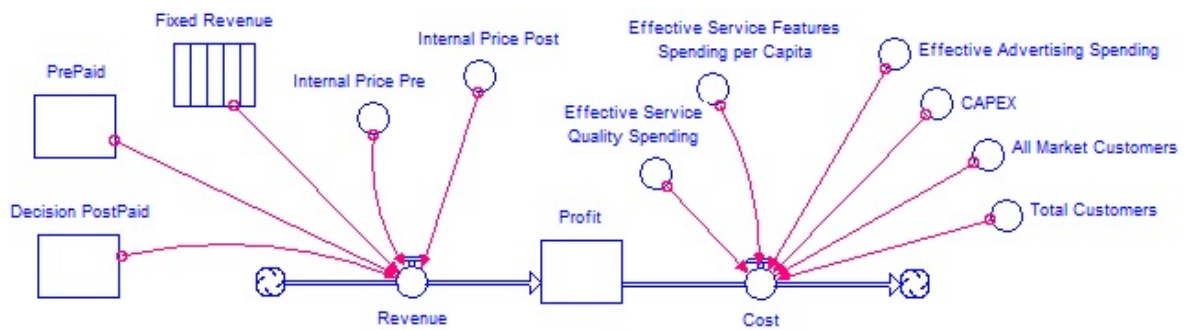 Fixed Revenue
Internal Price Post
Effective Service Features
Spending per Capita
Effective Advertising Spending
PrePaid
Internal Price Pre
CAPEX
Effective Service
Quality Spending
All Market Customers
Decision PostPaid
Profit
Total Customers
Revenue
Cost